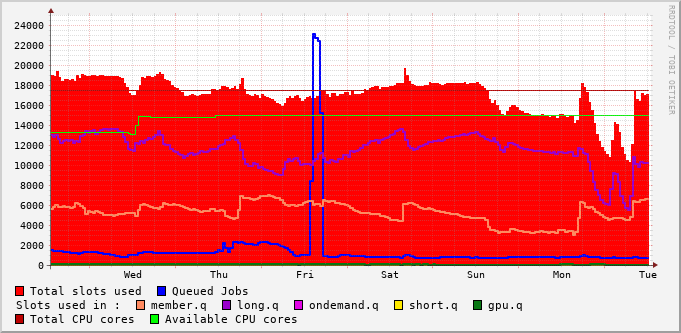 RRDTOOL / TOBI OETIKER
24000
22000
20000
18000
16000
14000
12000
10000
8000
6000
4000
2000
0
Wed Thu Fri Sat Sun Mon Tue
Total slots used Queued Jobs
Slots used in : member.q long.q ondemand.q short.q gpu.q
Total CPU cores Available CPU cores